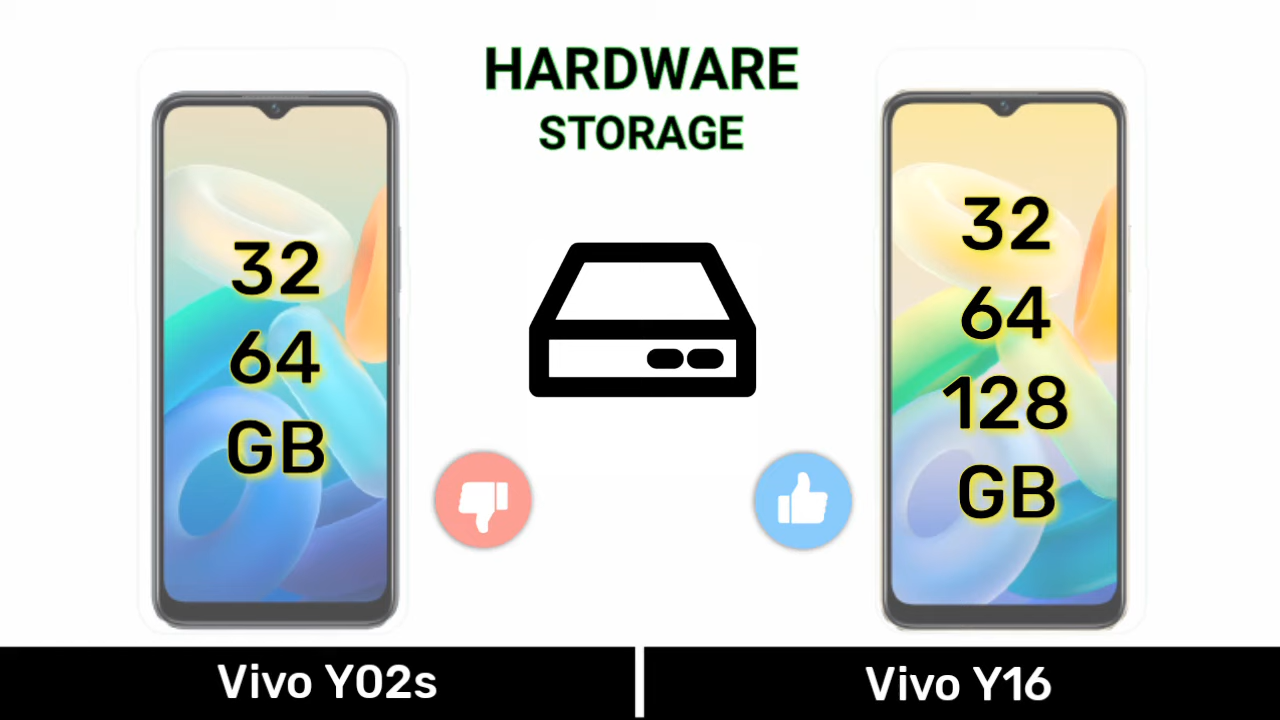 HARDWARE
STORAGE
32
64
GB
32
64
128
GB
Vivo Y02s
Vivo Y16